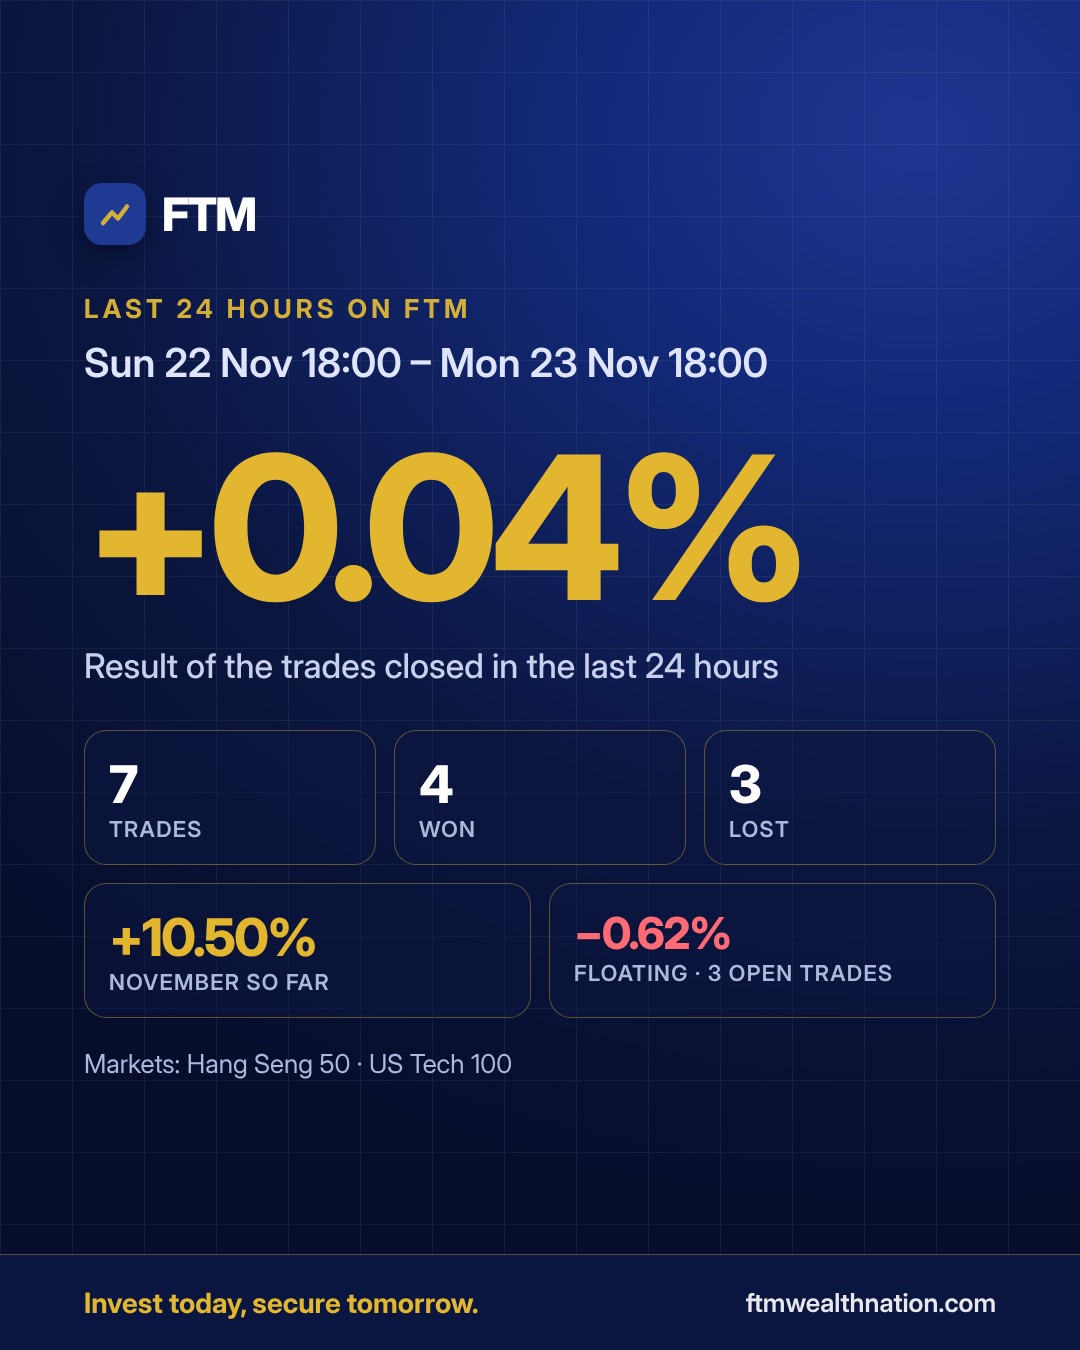 FTM
LAST 24 HOURS ON FTM
Sun 22 Nov 18:00 – Mon 23 Nov 18:00
+0.04%
Result of the trades closed in the last 24 hours
7
TRADES
4
WON
3
LOST
+10.50%
NOVEMBER SO FAR
−0.62%
FLOATING · 3 OPEN TRADES
Markets: Hang Seng 50 · US Tech 100
Invest today, secure tomorrow.
ftmwealthnation.com